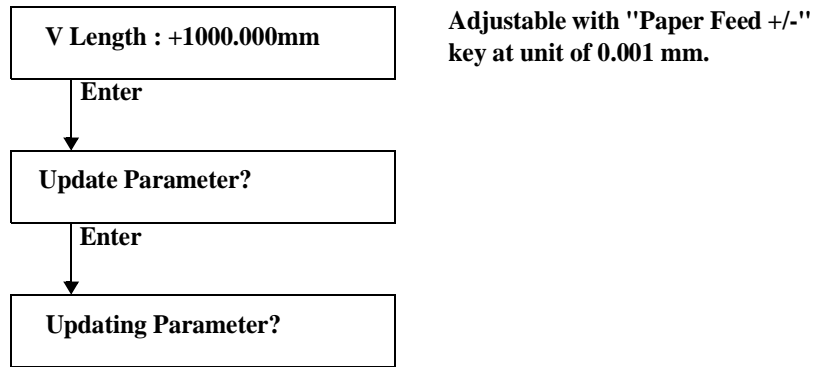 V Length : +1000.000mm
Adjustable with "Paper Feed +/-"
key at unit of 0.001 mm.
Enter
Update Parameter?
Enter
Updating Parameter?